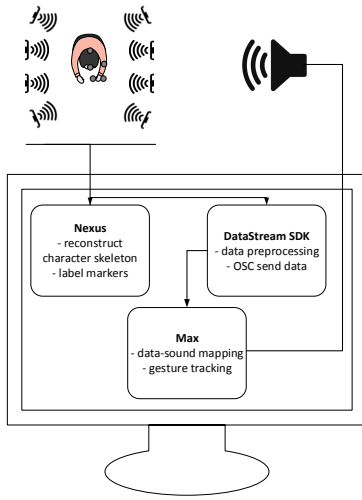 Nexus
- reconstruct
character skeleton
- label markers
DataStream SDK
- data preprocessing
- OSC send data
Max
- data-sound mapping
- gesture tracking